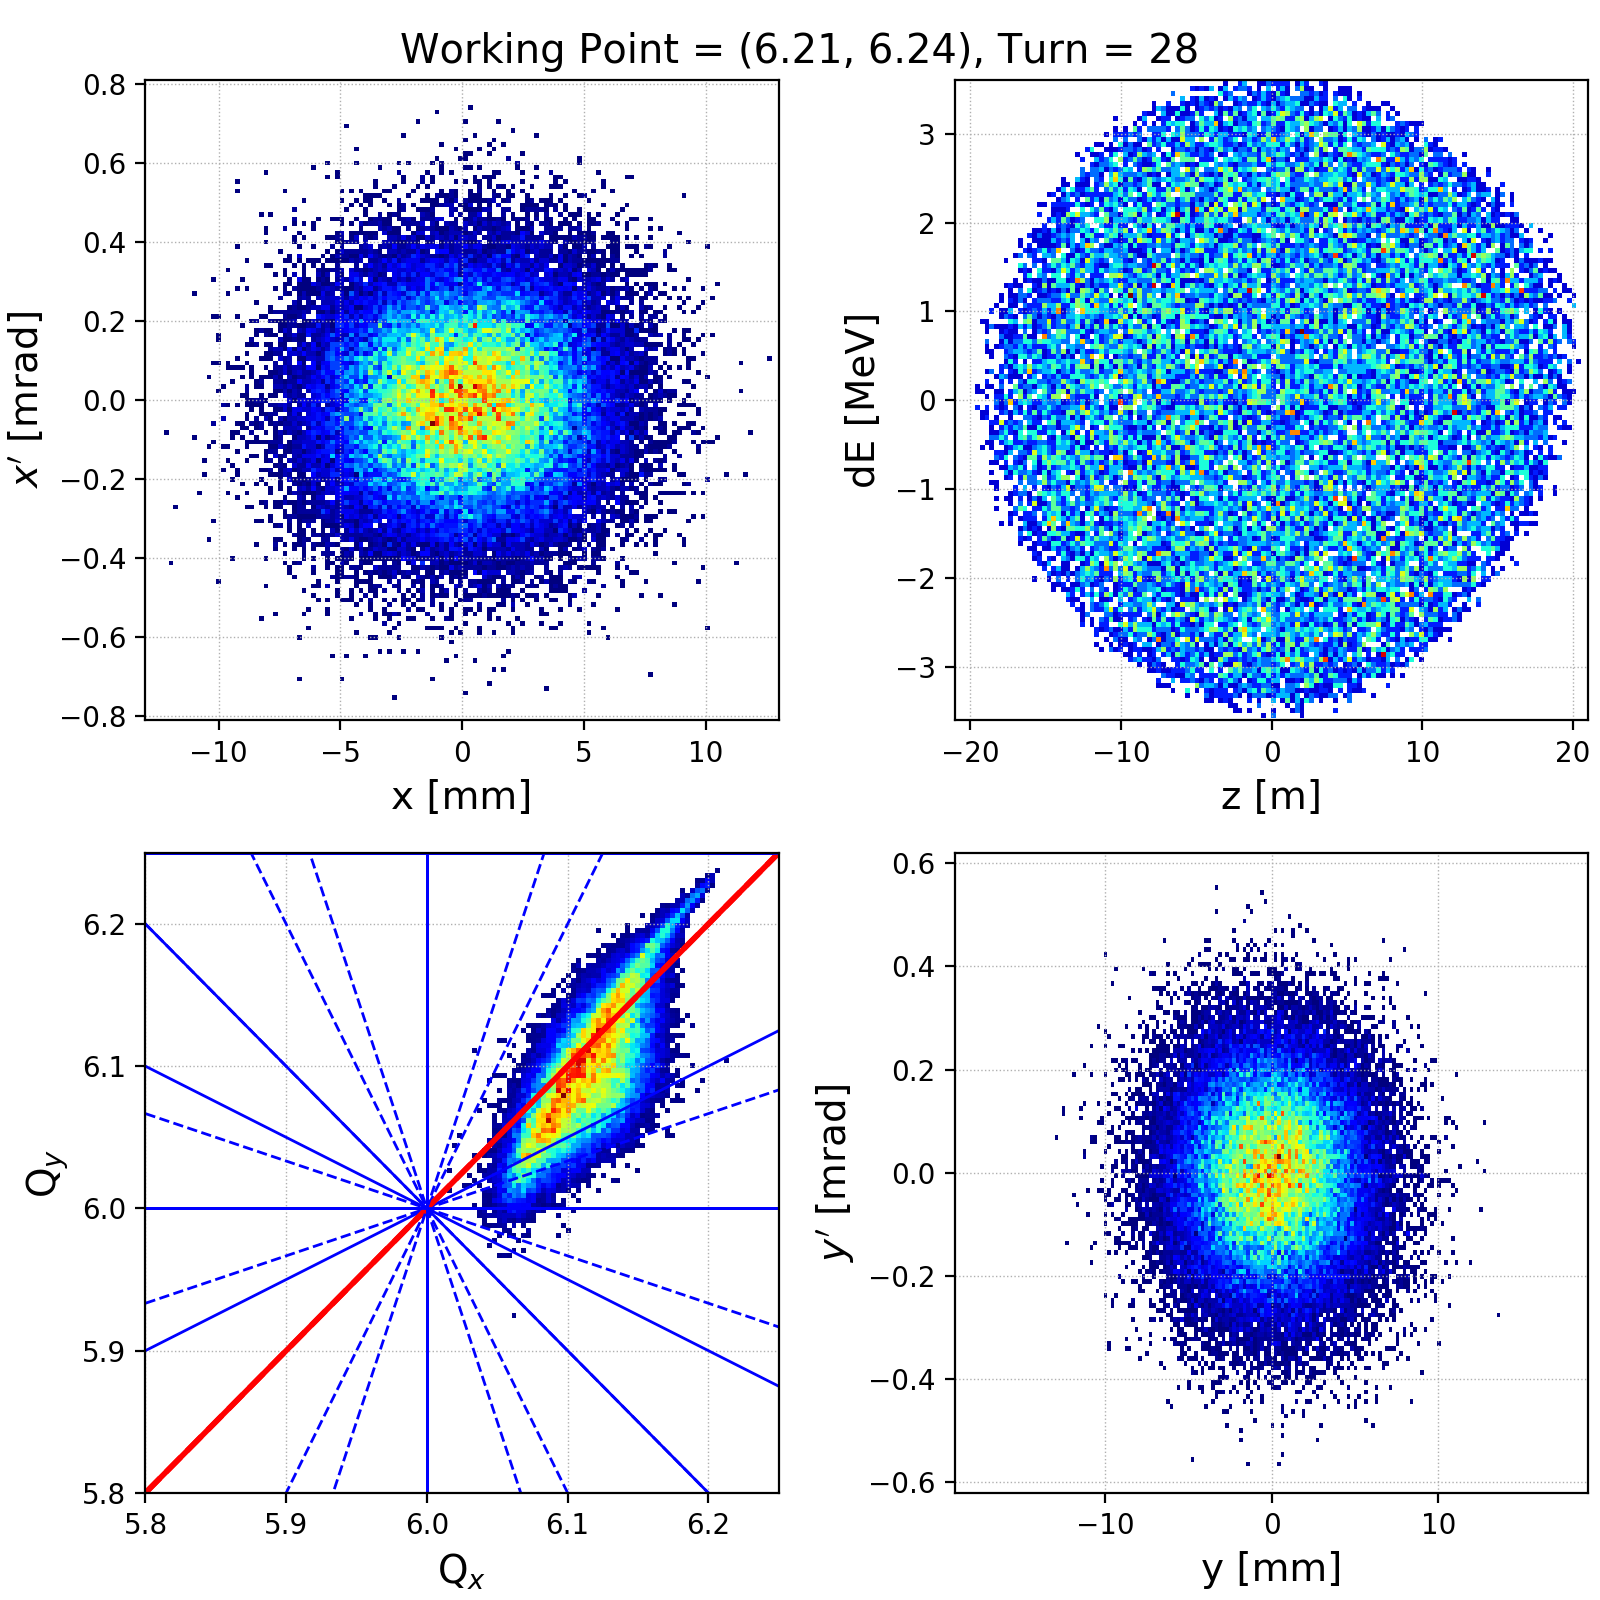 Working Point = (6.21, 6.24), Turn = 28
0.8
0.6
0.4
0.2
0.0
−0.2
−0.4
−0.6
−0.8
x′ [mrad]
−10 −5 0 5 10
x [mm]
3
2
1
0
−1
−2
−3
dE [MeV]
−20 −10 0 10 20
z [m]
6.2
6.1
6.0
5.9
5.8
Qy
5.8 5.9 6.0 6.1 6.2
Qx
0.6
0.4
0.2
0.0
−0.2
−0.4
−0.6
y′ [mrad]
−10 0 10
y [mm]